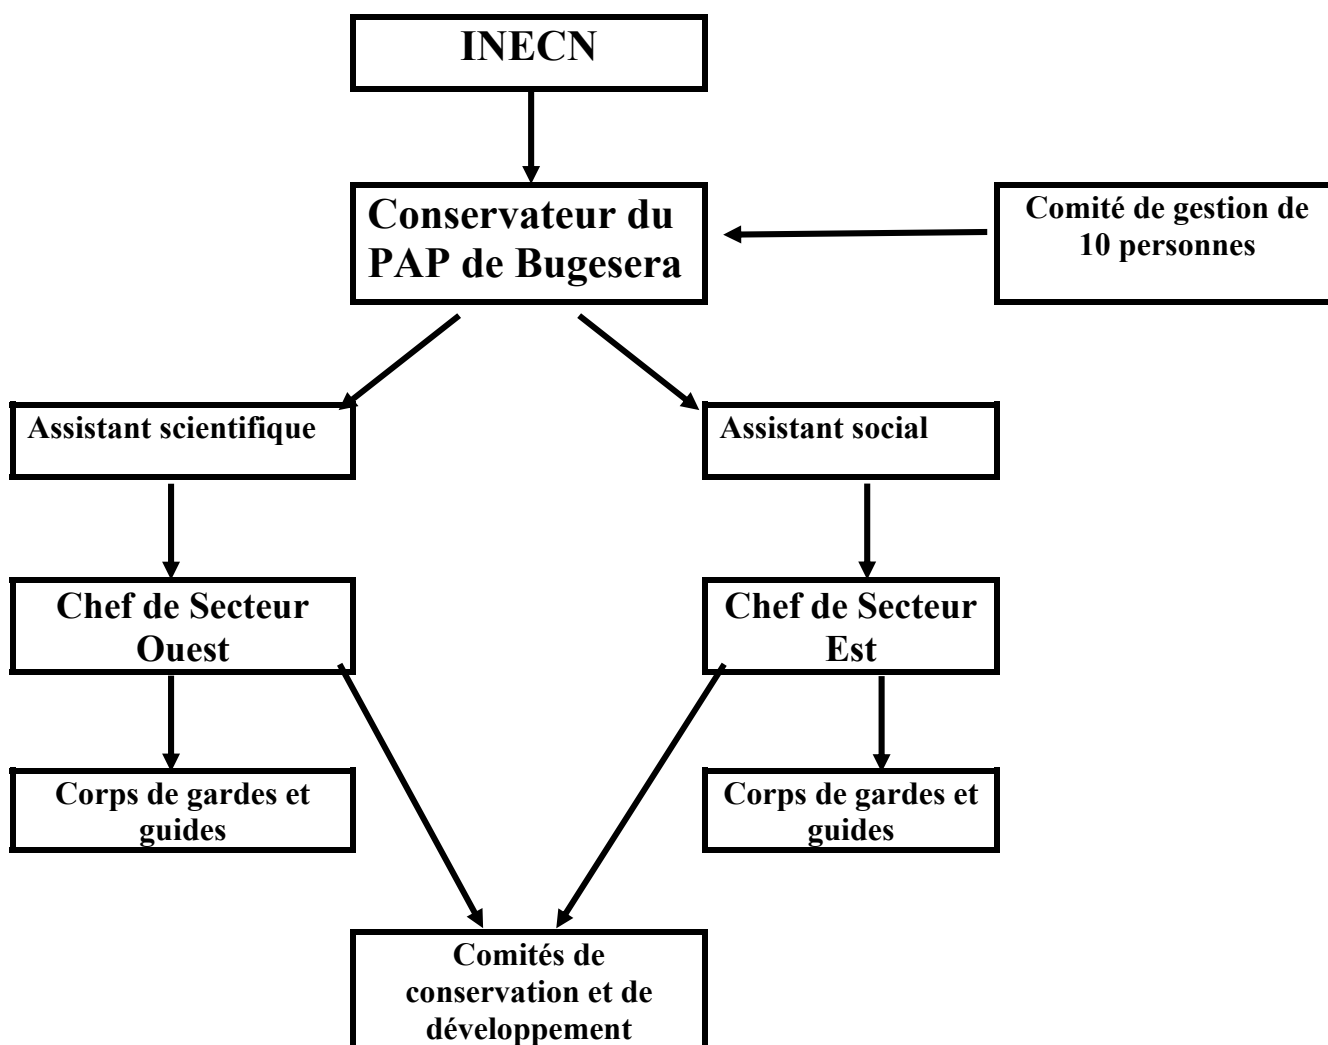 INECN
Conservateur du
PAP de Bugesera
Comité de gestion de
10 personnes
Assistant scientifique
Assistant social
Chef de Secteur
Ouest
Chef de Secteur
Est
Corps de gardes et
guides
Corps de gardes et
guides
Comités de
conservation et de
développement